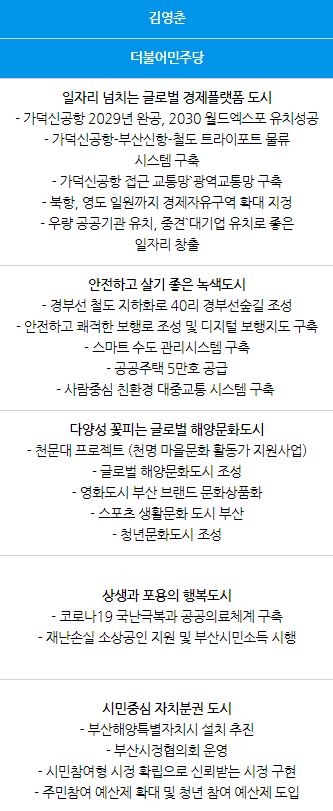 김영춘
더불어민주당
일자리 넘치는 글로벌 경제플랫폼 도시
- 가덕신공항 2029년 완공, 2030 월드엑스포 유치성공
- 가덕신공항-부산신항-철도 트라이포트 물류
시스템 구축
- 가덕신공항 접근 교통망`광역교통망 구축
- 북항, 영도 일원까지 경제자유구역 확대 지정
- 우량 공공기관 유치, 중견`대기업 유치로 좋은
일자리 창출
안전하고 살기 좋은 녹색도시
- 경부선 철도 지하화로 40리 경부선숲길 조성
- 안전하고 쾌적한 보행로 조성 및 디지털 보행지도 구축
- 스마트 수도 관리시스템 구축
- 공공주택 5만호 공급
- 사람중심 친환경 대중교통 시스템 구축
다양성 꽃피는 글로벌 해양문화도시
- 천문대 프로젝트 (천명 마을문화 활동가 지원사업)
- 글로벌 해양문화도시 조성
- 영화도시 부산 브랜드 문화상품화
- 스포츠 생활문화 도시 부산
- 청년문화도시 조성
상생과 포용의 행복도시
- 코로나19 국난극복과 공공의료체계 구축
- 재난손실 소상공인 지원 및 부산시민소득 시행
시민중심 자치분권 도시
- 부산해양특별자치시 설치 추진
- 부산시정협의회 운영
- 시민참여형 시정 확립으로 신뢰받는 시정 구현
- 주민참여 예산제 확대 및 청년 참여 예산제 도입